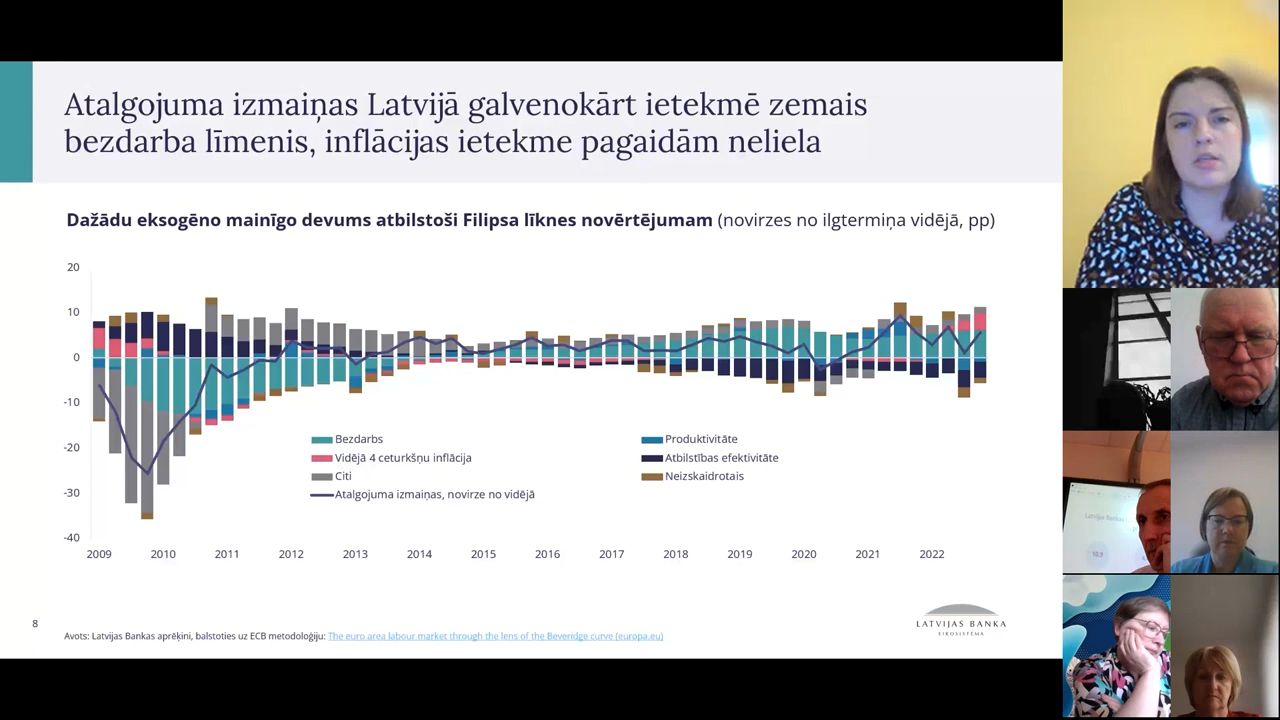 Atalgojuma izmaiņas Latvijā galvenokārt ietekmē zemais
bezdarba līmenis, inflācijas ietekme pagaidām neliela
Dažādu eksogēno mainīgo devums atbilstoši Filipsa līknes novērtējumam (novirzes no ilgtermiņa vidējā, pp)
20
10
0
-10
-20
-30
-40
Bezdarbs
Produktivitāte
Vidējā 4 ceturkšņu inflācija
Atbilstības efektivitāte
Citi
Neizskaidrotais
Atalgojuma izmaiņas, novirze no vidējā
2009 2010 2011 2012 2013 2014 2015 2016 2017 2018 2019 2020 2021 2022
8
Avots: Latvijas Bankas aprēķini, balstoties uz ECB metodoloģiju: The euro area labour market through the lens of the Beveridge curve (europa.eu)
LATVIJAS BANKA
EIROSISTĒMA
Latvijas Bankas